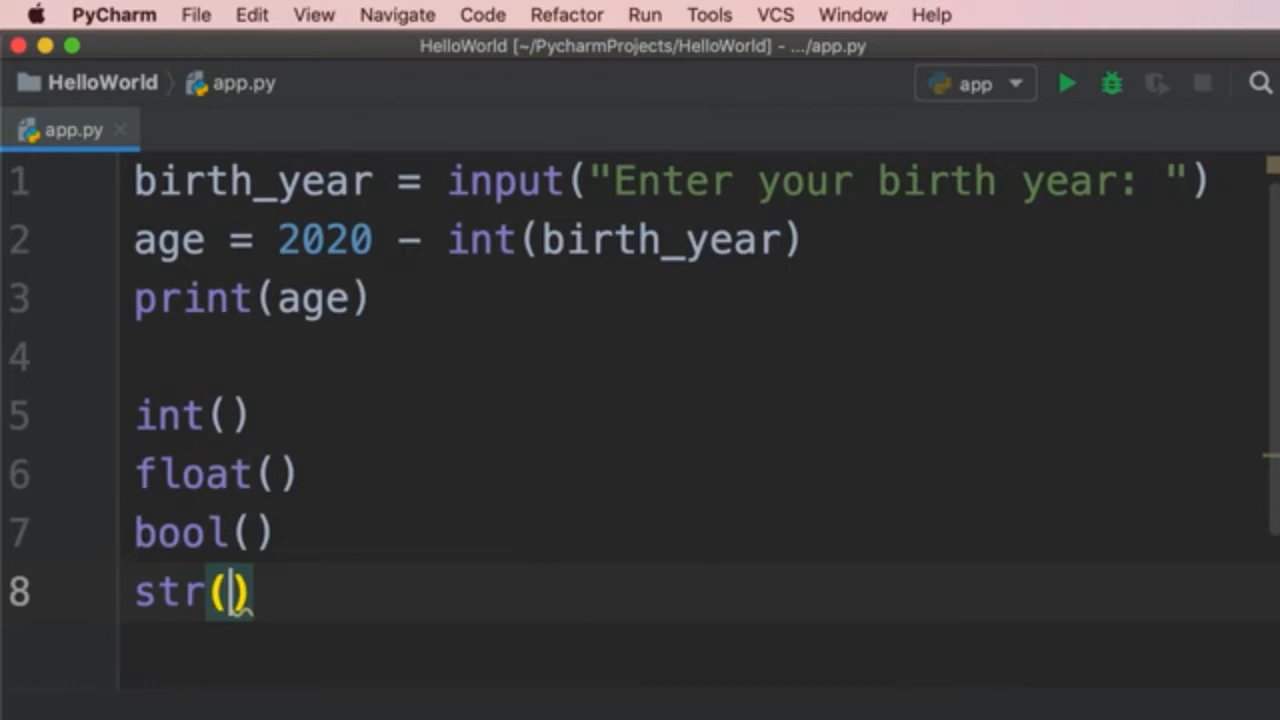 PyCharm File Edit View Navigate Code Refactor Run Tools VCS Window Help
HelloWorld [~/PycharmProjects/HelloWorld] - .../app.py
HelloWorld app.py app
app.py
1 birth_year = input("Enter your birth year: ")
2 age = 2020 - int(birth_year)
3 print(age)
4
5 int()
6 float()
7 bool()
8 str()